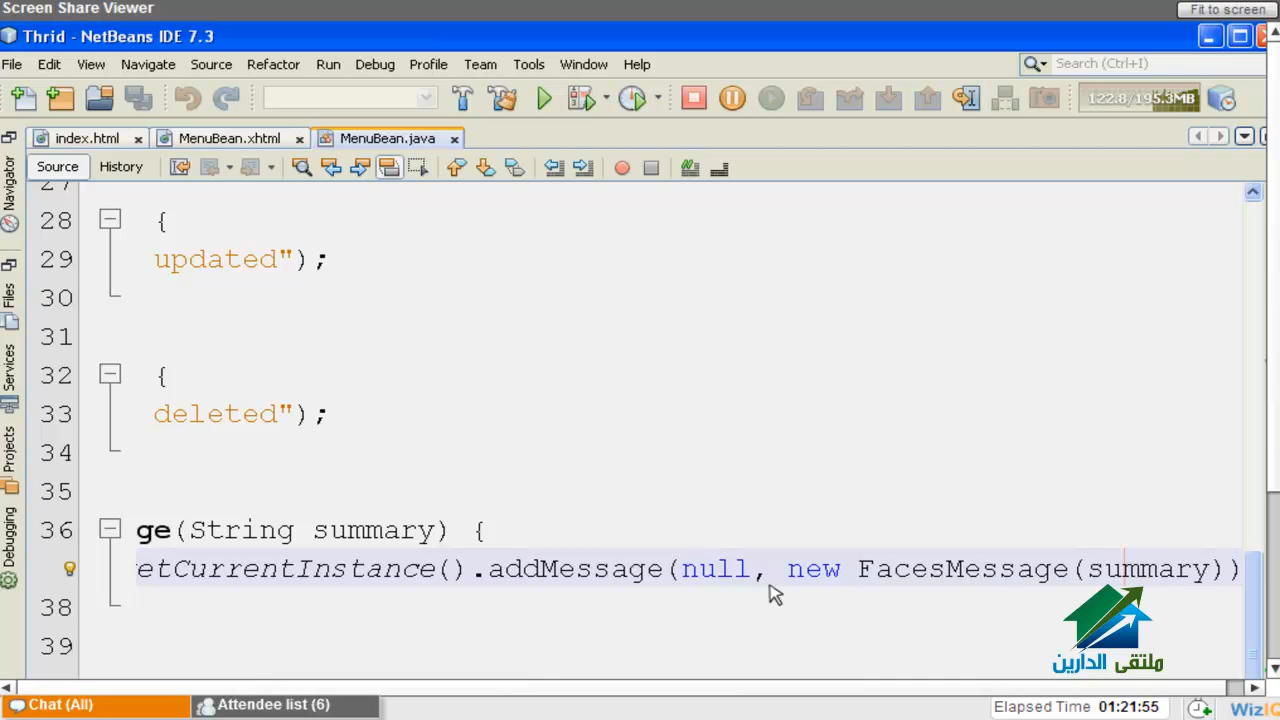 Screen Share Viewer
Fit to screen
Thrid - NetBeans IDE 7.3
File Edit View Navigate Source Refactor Run Debug Profile Team Tools Window Help
Search (Ctrl+I)
122.8/195.3MB
index.html MenuBean.xhtml MenuBean.java
Source History
Navigator
Files
Services
Projects
Debugging
27
28 {
29 updated");
30
31
32 {
33 deleted");
34
35
36 ge(String summary) {
etCurrentInstance().addMessage(null, new FacesMessage(summary))
38
39
ملتقى الدارين
Chat (All)
Attendee list (6)
Elapsed Time 01:21:55
WizIQ